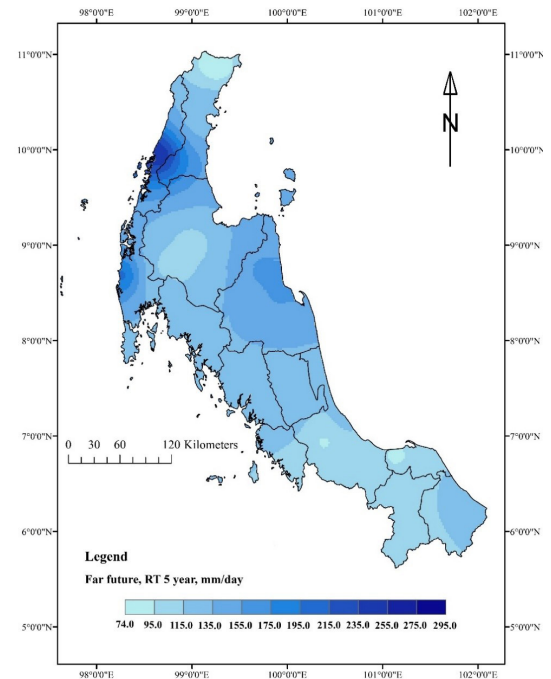 98°0'0"E 99°0'0"E 100°0'0"E 101°0'0"E 102°0'0"E
11°0'0"N 11°0'0"N
N
10°0'0"N 10°0'0"N
9°0'0"N 9°0'0"N
8°0'0"N 8°0'0"N
7°0'0"N 7°0'0"N
0 30 60 120 Kilometers
6°0'0"N 6°0'0"N
Legend
Far future, RT 5 year, mm/day
74.0 95.0 115.0 135.0 155.0 175.0 195.0 215.0 235.0 255.0 275.0 295.0
5°0'0"N 5°0'0"N
98°0'0"E 99°0'0"E 100°0'0"E 101°0'0"E 102°0'0"E